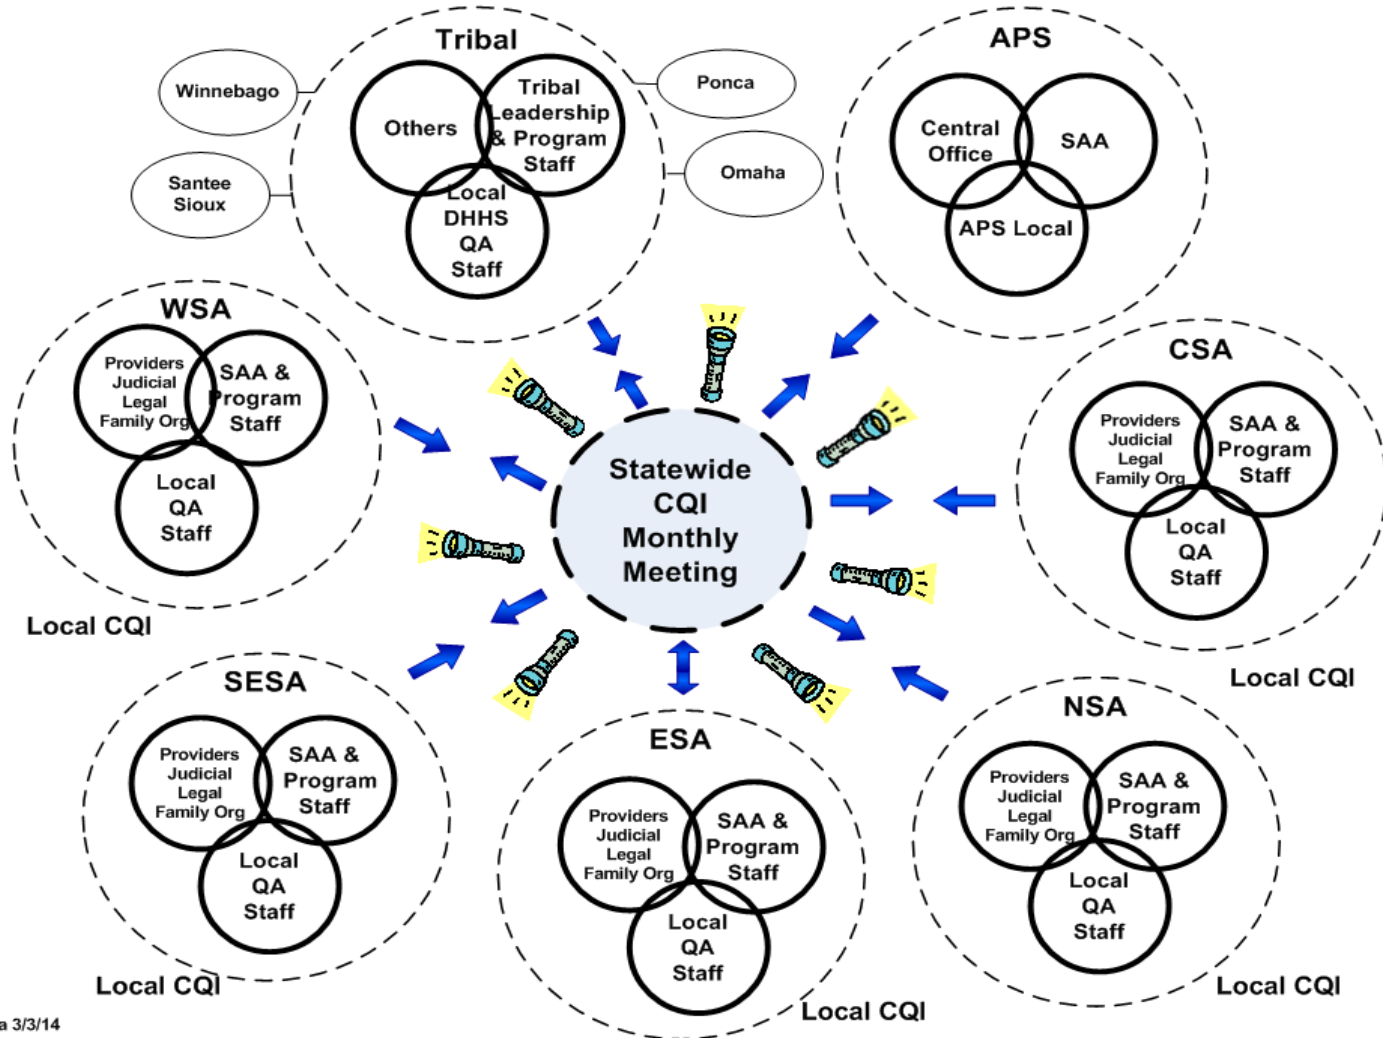 Tribal
Winnebago
Santee
Sioux
Ponca
Omaha
Others
Tribal
Leadership
& Program
Staff
Local
DHHS
QA
Staff
APS
Central
Office
SAA
APS Local
WSA
Providers
Judicial
Legal
Family Org
SAA &
Program
Staff
Local
QA
Staff
Local CQI
CSA
Providers
Judicial
Legal
Family Org
SAA &
Program
Staff
Local
QA
Staff
Local CQI
Statewide
CQI
Monthly
Meeting
SESA
Providers
Judicial
Legal
Family Org
SAA &
Program
Staff
Local
QA
Staff
Local CQI
ESA
Providers
Judicial
Legal
Family Org
SAA &
Program
Staff
Local
QA
Staff
Local CQI
NSA
Providers
Judicial
Legal
Family Org
SAA &
Program
Staff
Local
QA
Staff
Local CQI
a 3/3/14